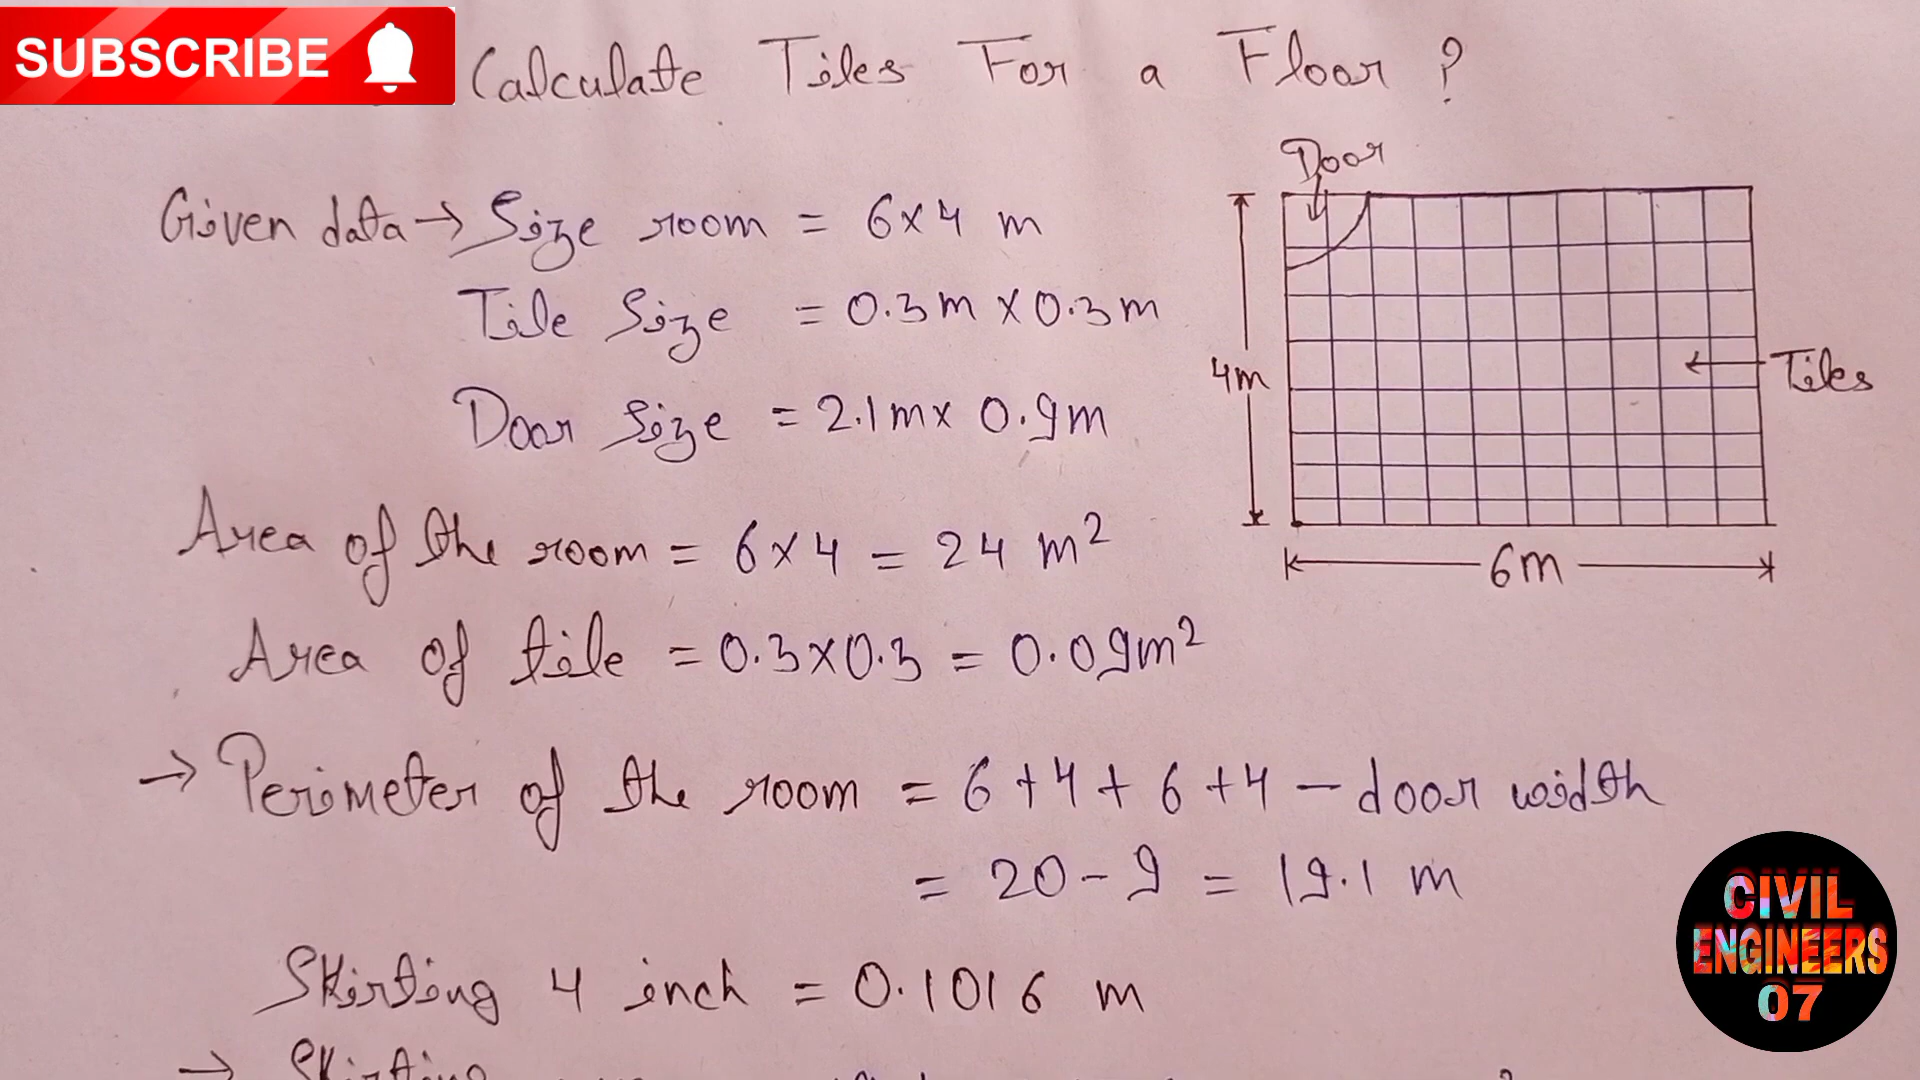 SUBSCRIBE
Calculate Tiles For a Floor ?
Door
Given data → Size room = 6×4 m
Tile Size = 0.3m × 0.3m
4m
Tiles
Door Size = 2.1m× 0.9m
Area of the room = 6×4 = 24 m²
6m
Area of tile = 0.3×0.3 = 0.09m²
→ Perimeter of the room = 6+4+6+4 – door width
= 20 - 9 = 19.1 m
Skirting 4 inch = 0.1016 m
→ Skirting
CIVIL
ENGINEERS
07